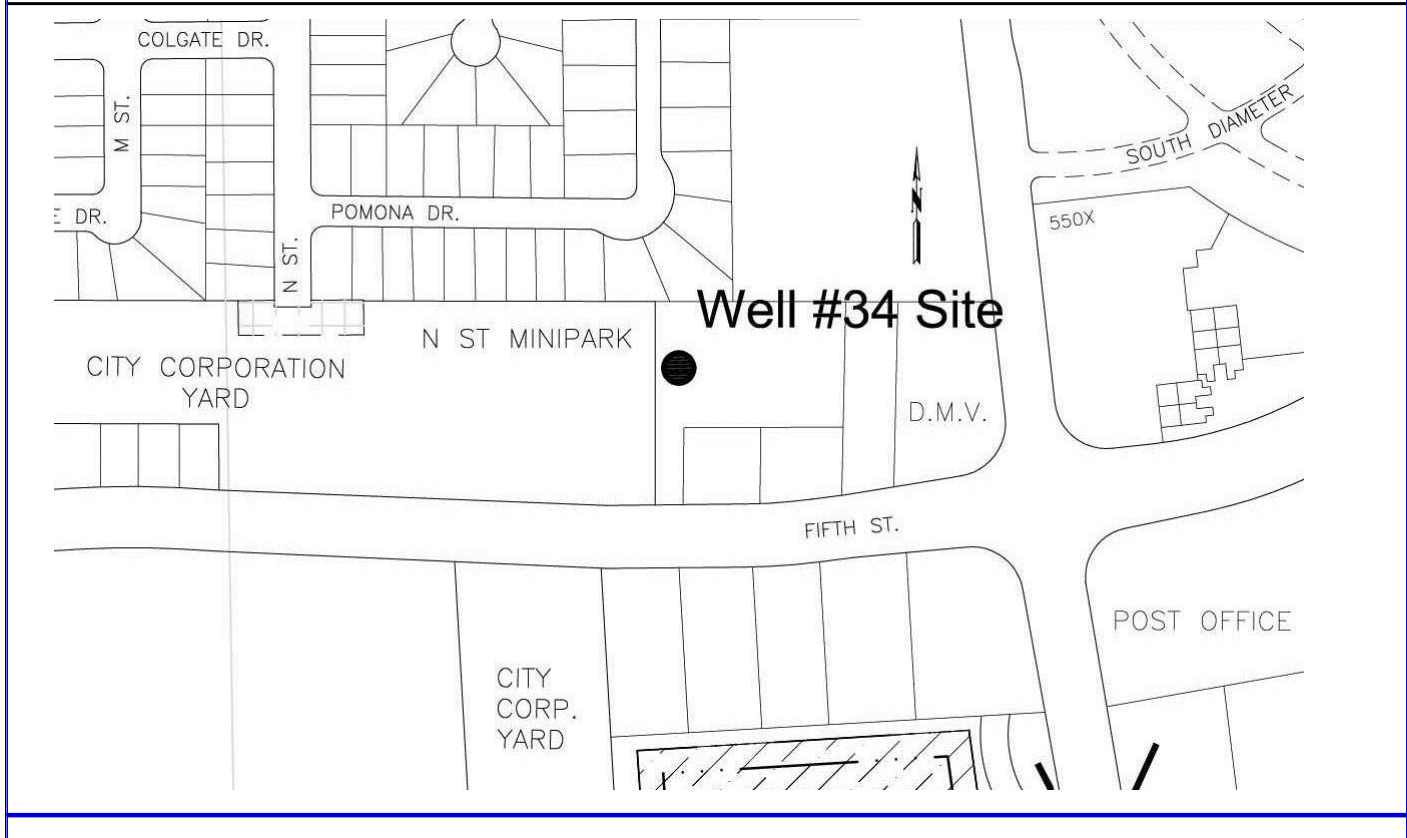 COLGATE DR.
M ST.
SOUTH DIAMETER
E DR.
POMONA DR.
N
550X
N ST.
Well #34 Site
N ST MINIPARK
CITY CORPORATION
YARD
D.M.V.
FIFTH ST.
POST OFFICE
CITY
CORP.
YARD